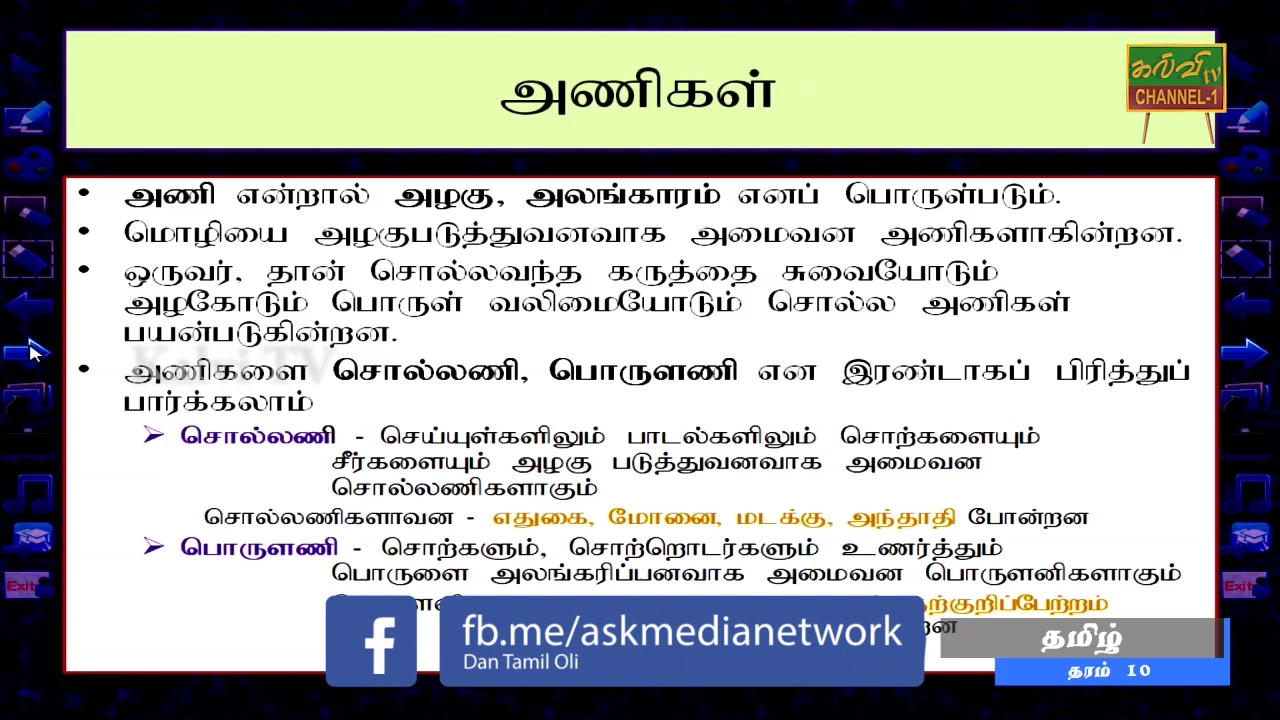 அணிகள்
கல்வி tv
CHANNEL-1
• அணி என்றால் அழகு, அலங்காரம் எனப் பொருள்படும்.
• மொழியை அழகுபடுத்துவனவாக அமைவன அணிகளாகின்றன.
• ஒருவர், தான் சொல்லவந்த கருத்தை சுவையோடும்
அழகோடும் பொருள் வலிமையோடும் சொல்ல அணிகள்
பயன்படுகின்றன.
Kalvi TV
• அணிகளை சொல்லணி, பொருளணி என இரண்டாகப் பிரித்துப்
பார்க்கலாம்
➢ சொல்லணி - செய்யுள்களிலும் பாடல்களிலும் சொற்களையும்
சீர்களையும் அழகு படுத்துவனவாக அமைவன
சொல்லணிகளாகும்
சொல்லணிகளாவன - எதுகை, மோனை, மடக்கு, அந்தாதி போன்றன
➢ பொருளணி - சொற்களும், சொற்றொடர்களும் உணர்த்தும்
பொருளை அலங்கரிப்பனவாக அமைவன பொருளனிகளாகும்
fb.me/askmedianetwork
Dan Tamil Oli
தமிழ்
தரம் 10
Exit
Exit